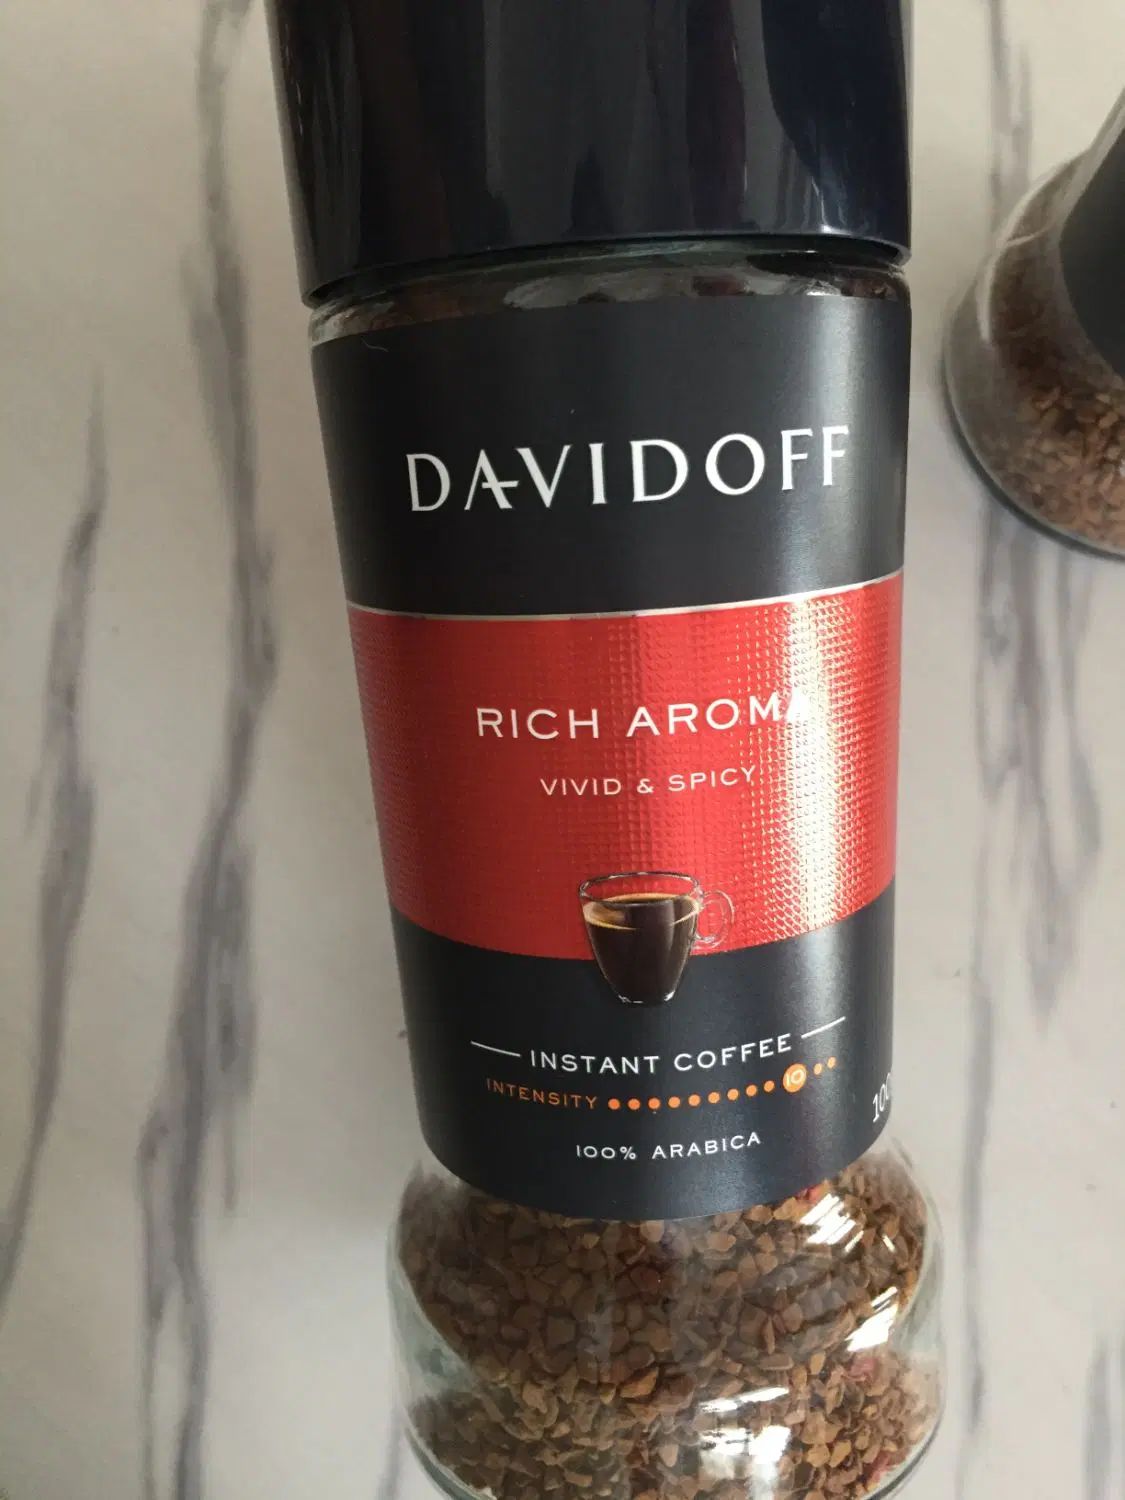 DAVIDOFF
RICH AROMA
VIVID & SPICY
INSTANT COFFEE
INTENSITY 10
100% ARABICA